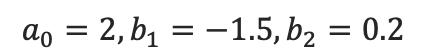 a₀ = 2, b₁ = −1.5, b₂ = 0.2